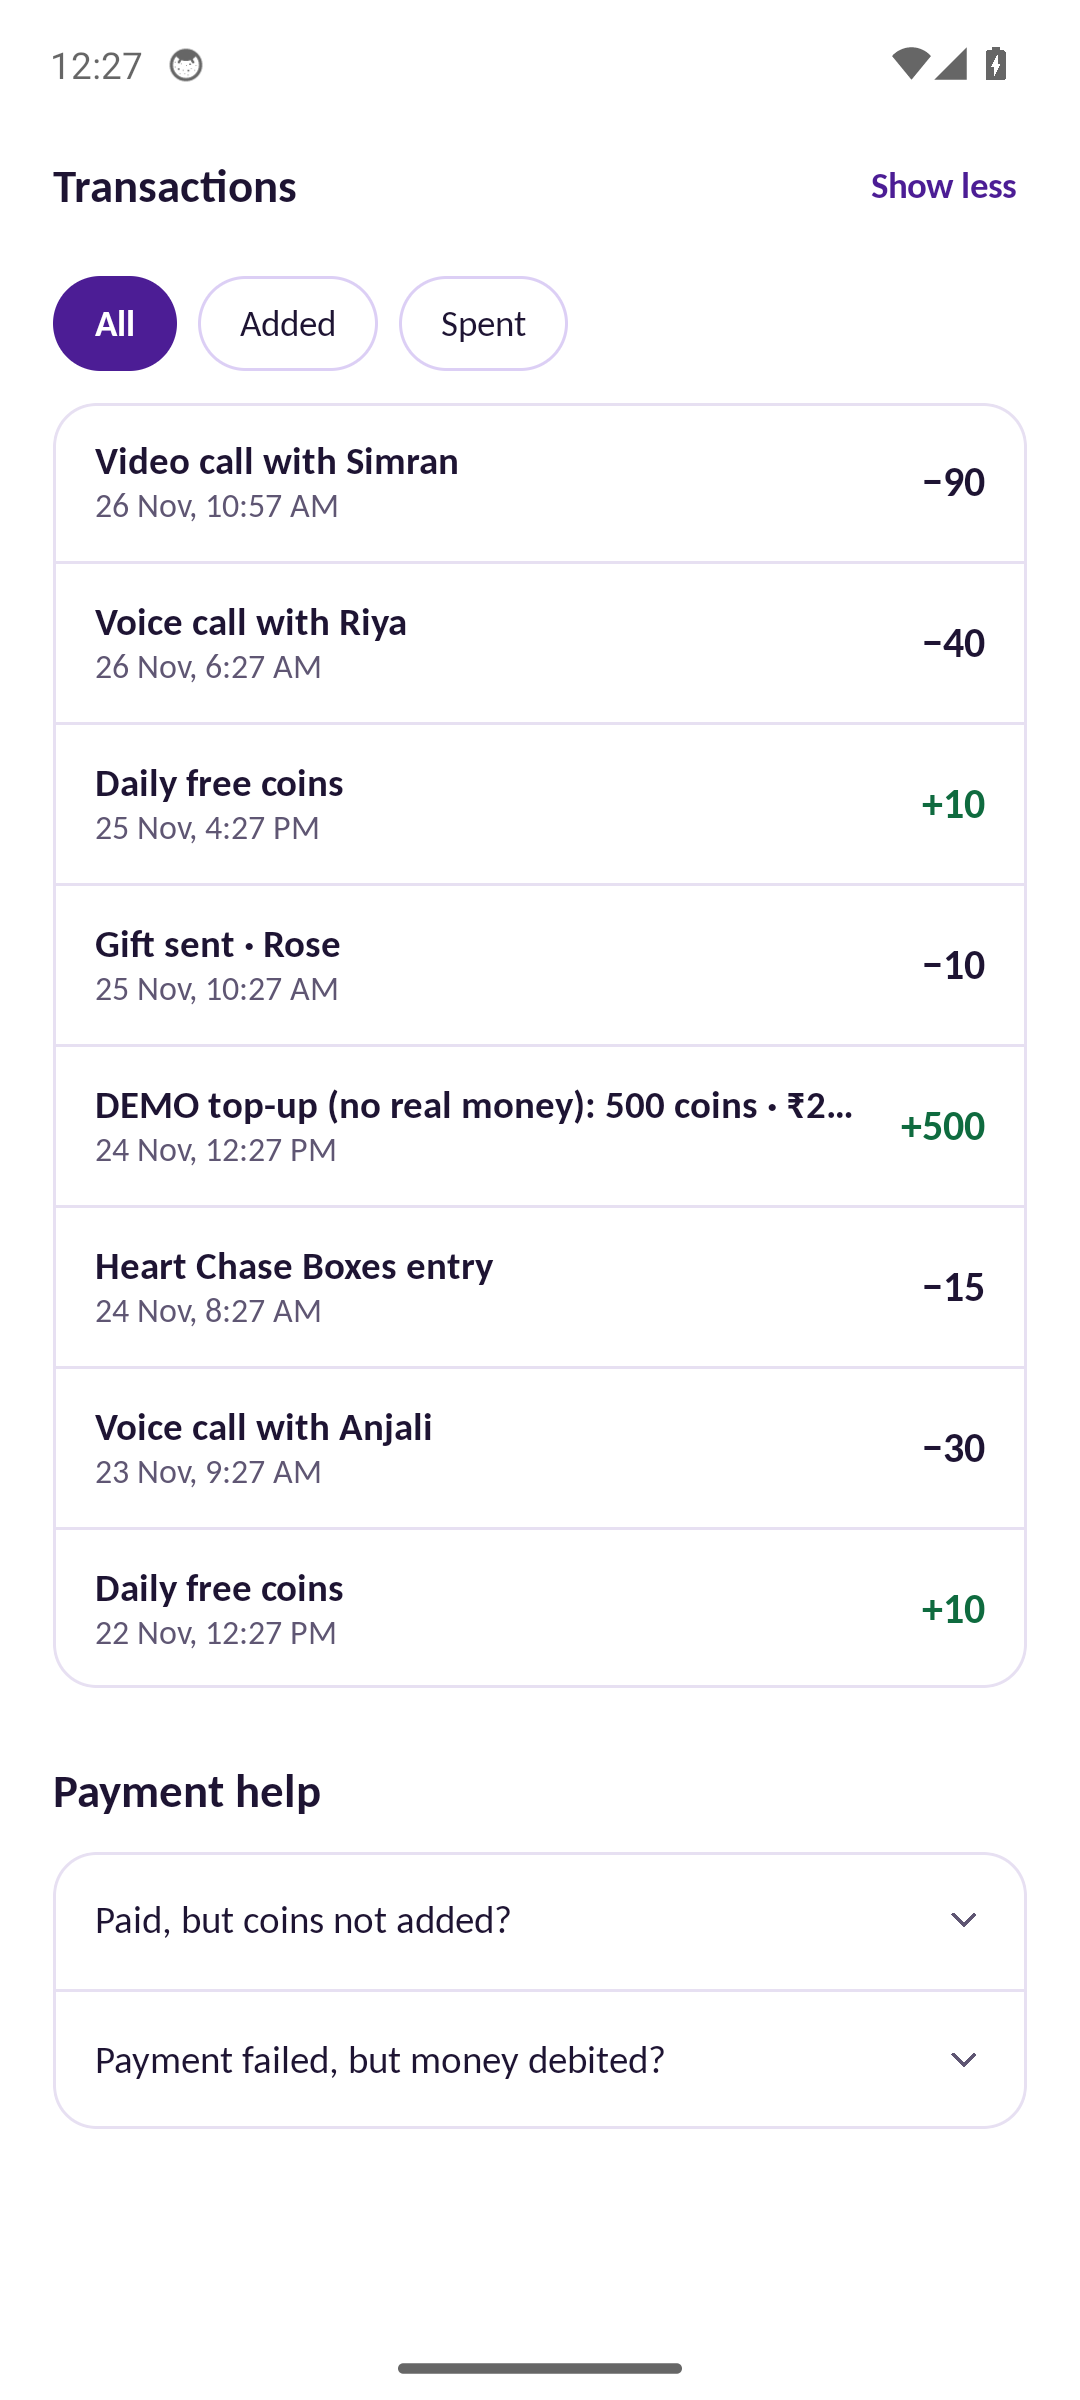 12:27
Transactions
Show less
All
Added
Spent
Video call with Simran
26 Nov, 10:57 AM
−90
Voice call with Riya
26 Nov, 6:27 AM
−40
Daily free coins
25 Nov, 4:27 PM
+10
Gift sent · Rose
25 Nov, 10:27 AM
−10
DEMO top-up (no real money): 500 coins · ₹2...
24 Nov, 12:27 PM
+500
Heart Chase Boxes entry
24 Nov, 8:27 AM
−15
Voice call with Anjali
23 Nov, 9:27 AM
−30
Daily free coins
22 Nov, 12:27 PM
+10
Payment help
Paid, but coins not added?
Payment failed, but money debited?